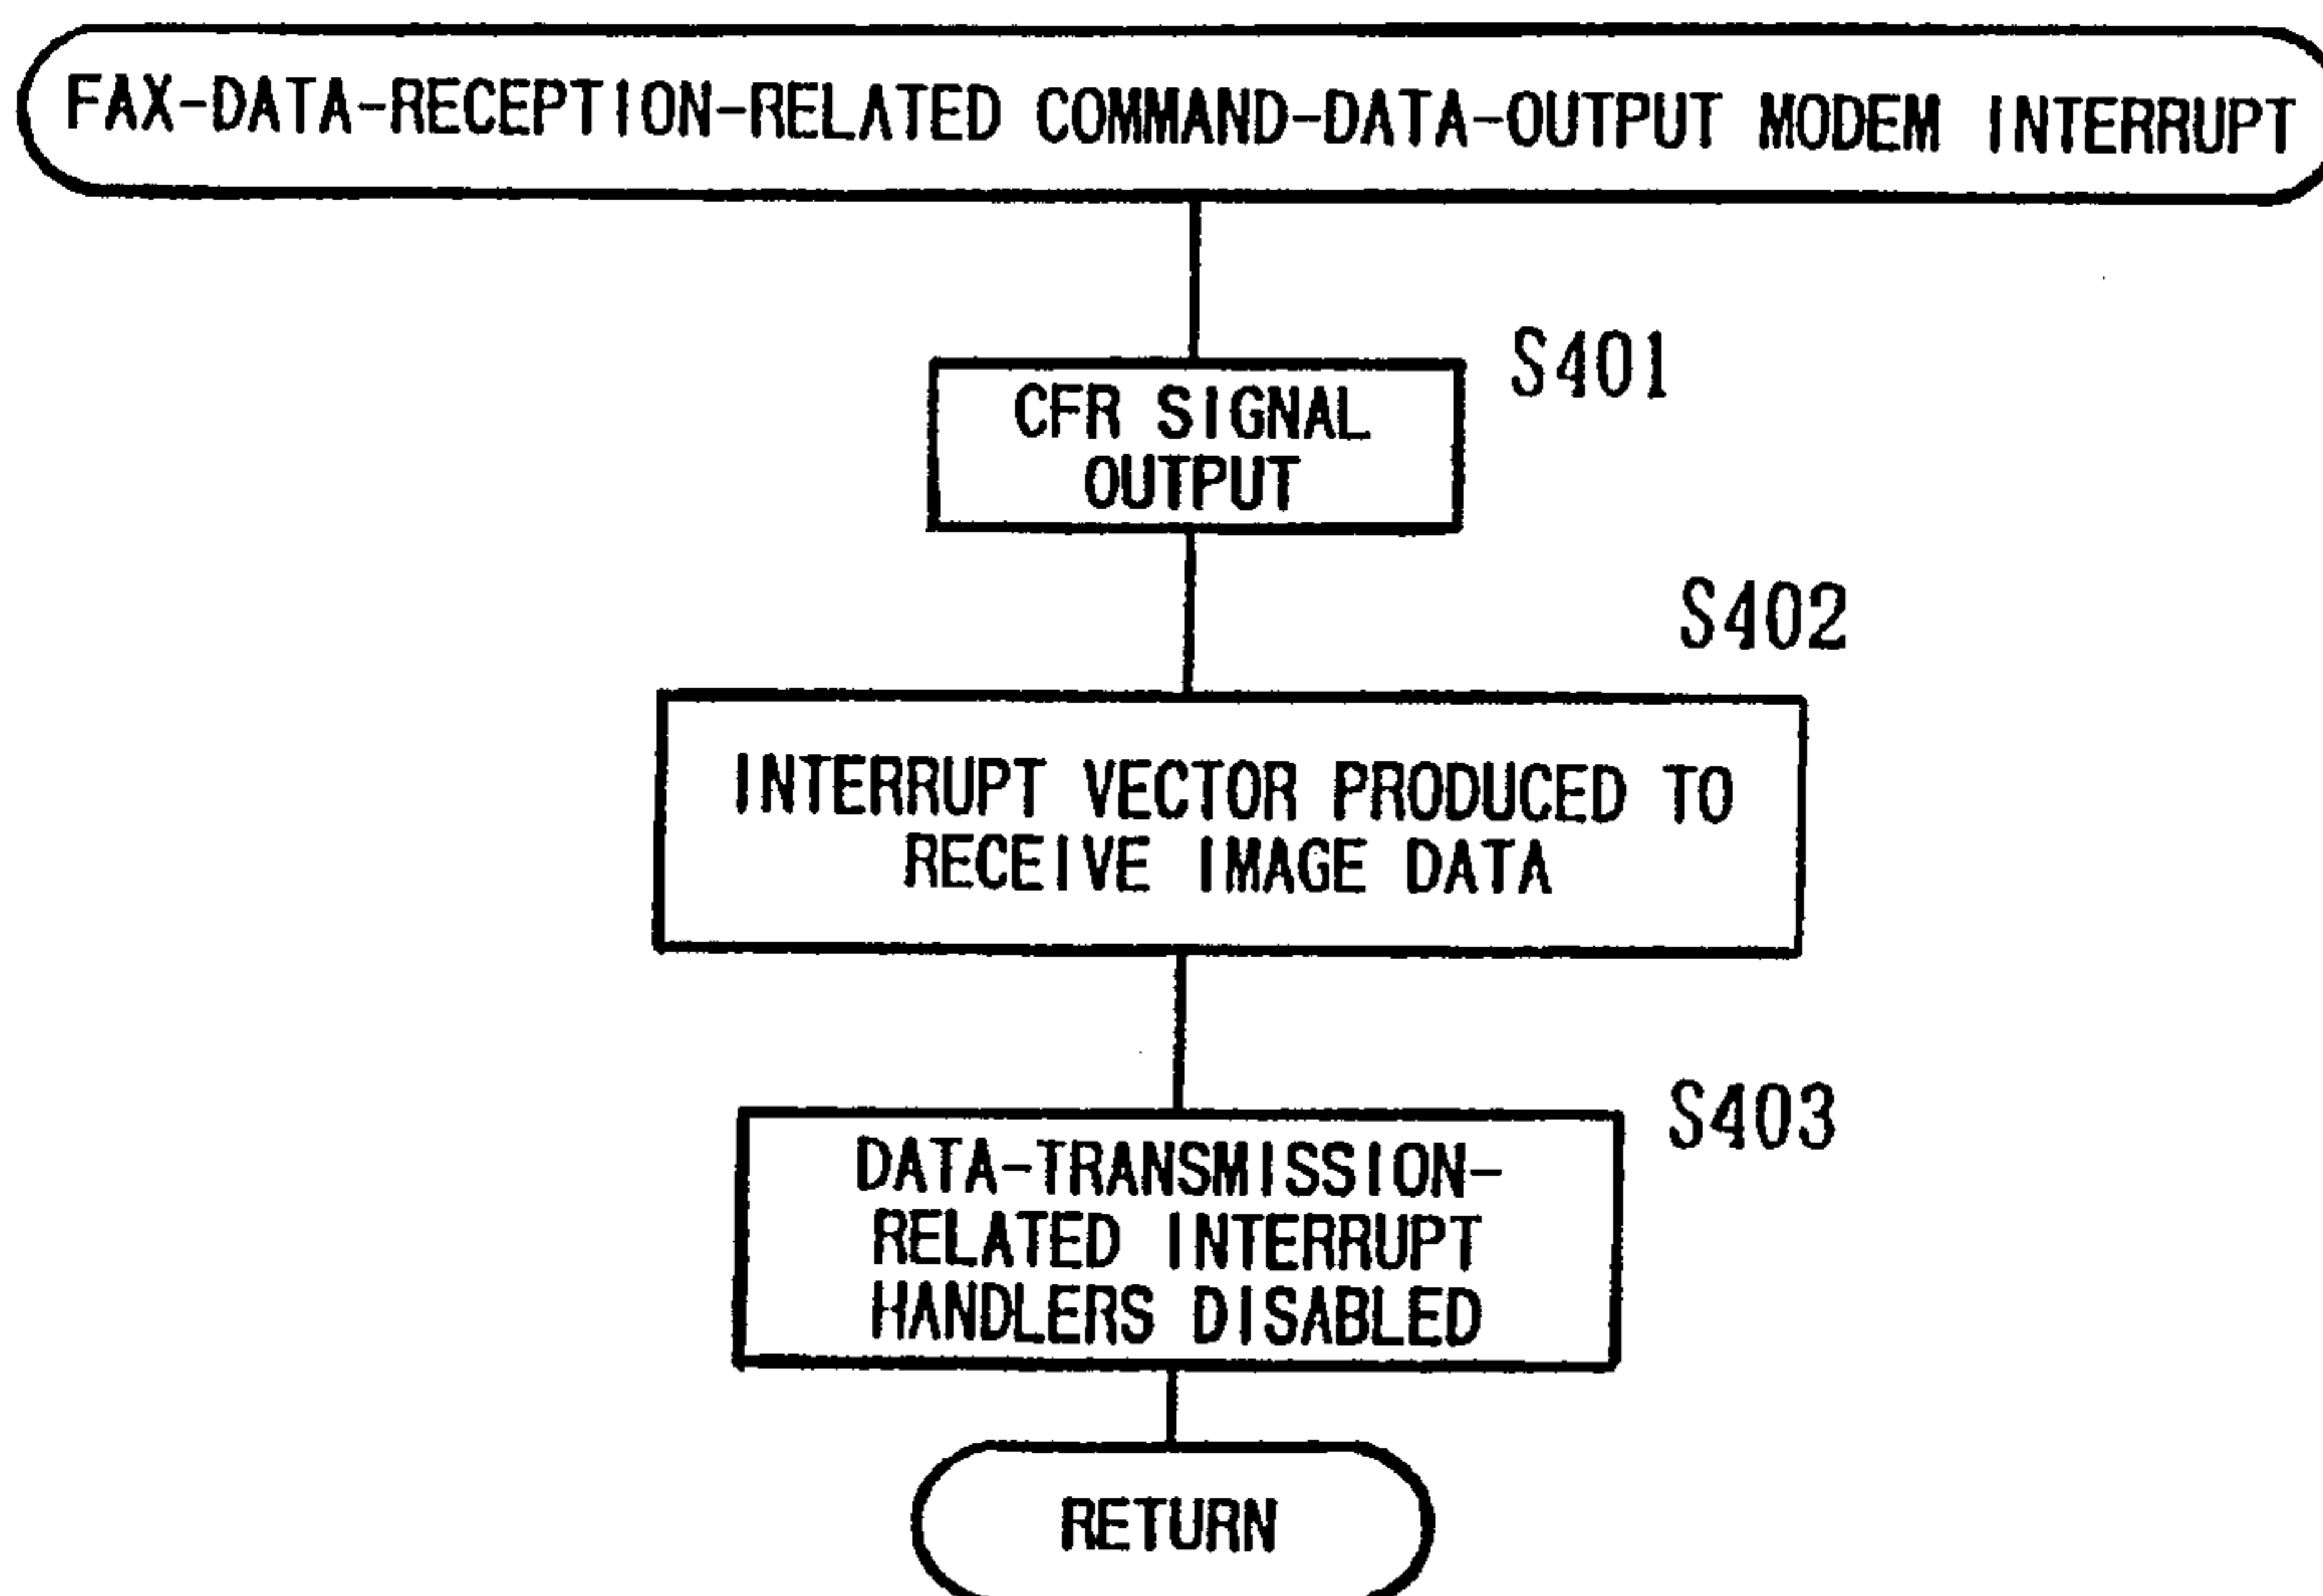 FAX-DATA-RECEPTION-RELATED COMMAND-DATA-OUTPUT MODEM INTERRUPT
S401
CFR SIGNAL
OUTPUT
S402
INTERRUPT VECTOR PRODUCED TO
RECEIVE IMAGE DATA
S403
DATA-TRANSMISSION-
RELATED INTERRUPT
HANDLERS DISABLED
RETURN